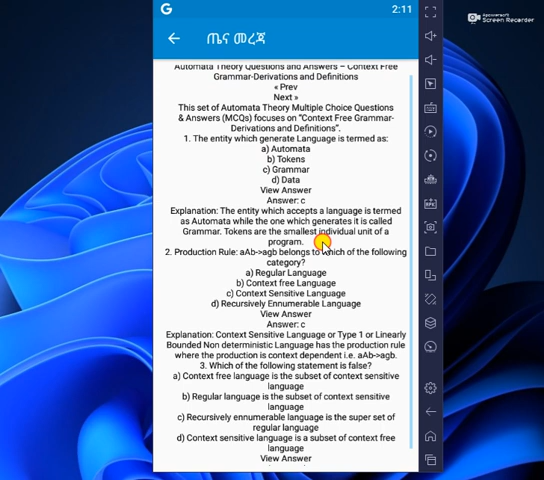 G
2:11
Apowersoft
Screen Recorder
ጤና መረጃ
Automata Theory Questions and Answers – Context Free
Grammar-Derivations and Definitions
« Prev
Next »
This set of Automata Theory Multiple Choice Questions
& Answers (MCQs) focuses on "Context Free Grammar-
Derivations and Definitions".
1. The entity which generate Language is termed as:
a) Automata
b) Tokens
c) Grammar
d) Data
View Answer
Answer: c
Explanation: The entity which accepts a language is termed
as Automata while the one which generates it is called
Grammar. Tokens are the smallest individual unit of a
program.
2. Production Rule: aAb->agb belongs to which of the following
category?
a) Regular Language
b) Context free Language
c) Context Sensitive Language
d) Recursively Ennumerable Language
View Answer
Answer: c
Explanation: Context Sensitive Language or Type 1 or Linearly
Bounded Non deterministic Language has the production rule
where the production is context dependent i.e. aAb->agb.
3. Which of the following statement is false?
a) Context free language is the subset of context sensitive
language
b) Regular language is the subset of context sensitive
language
c) Recursively ennumerable language is the super set of
regular language
d) Context sensitive language is a subset of context free
language
View Answer